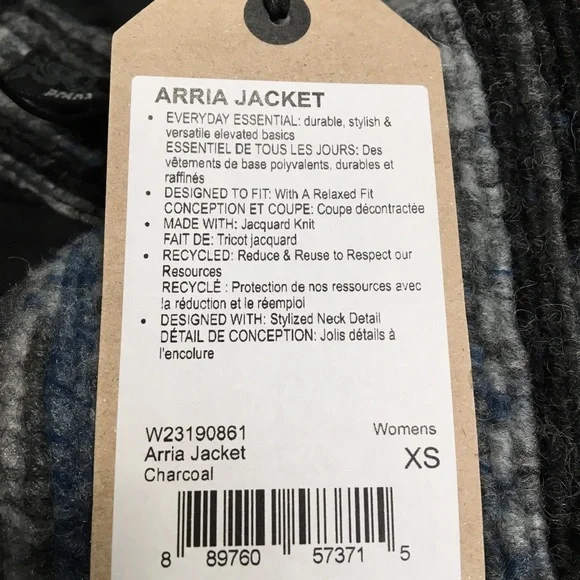 ARRIA JACKET
• EVERYDAY ESSENTIAL: durable, stylish &
versatile elevated basics
ESSENTIEL DE TOUS LES JOURS: Des
vêtements de base polyvalents, durables et
raffinés
• DESIGNED TO FIT: With A Relaxed Fit
CONCEPTION ET COUPE: Coupe décontractée
• MADE WITH: Jacquard Knit
FAIT DE: Tricot jacquard
• RECYCLED: Reduce & Reuse to Respect our
Resources
RECYCLÉ : Protection de nos ressources avec
la réduction et le réemploi
• DESIGNED WITH: Stylized Neck Detail
DÉTAIL DE CONCEPTION: Jolis détails à
l'encolure
W23190861 Womens
Arria Jacket XS
Charcoal
8 89760 57371 5